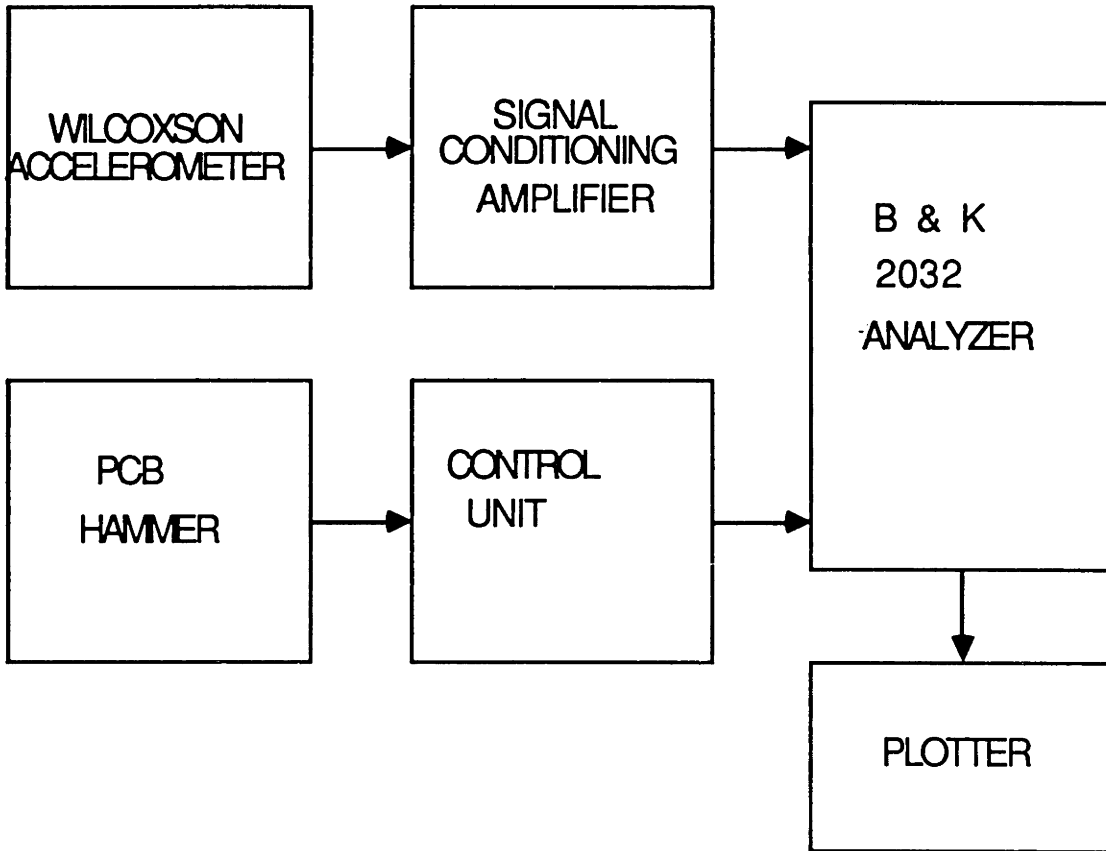 WILCOXSON
ACCELEROMETER
SIGNAL
CONDITIONING
AMPLIFIER
B & K
2032
ANALYZER
PCB
HAMMER
CONTROL
UNIT
PLOTTER